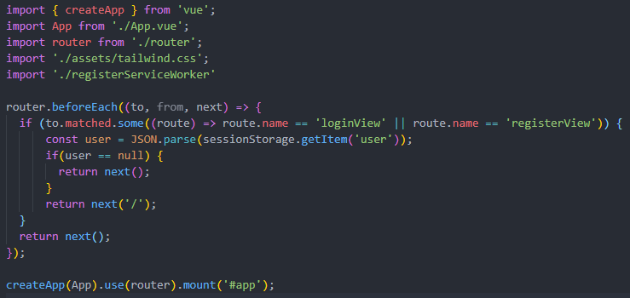 import { createApp } from 'vue';
import App from './App.vue';
import router from './router';
import './assets/tailwind.css';
import './registerServiceWorker'

router.beforeEach((to, from, next) => {
  if (to.matched.some((route) => route.name == 'loginView' || route.name == 'registerView')) {
      const user = JSON.parse(sessionStorage.getItem('user'));
      if(user == null) {
        return next();
      }
      return next('/');
  }
  return next();
});

createApp(App).use(router).mount('#app');